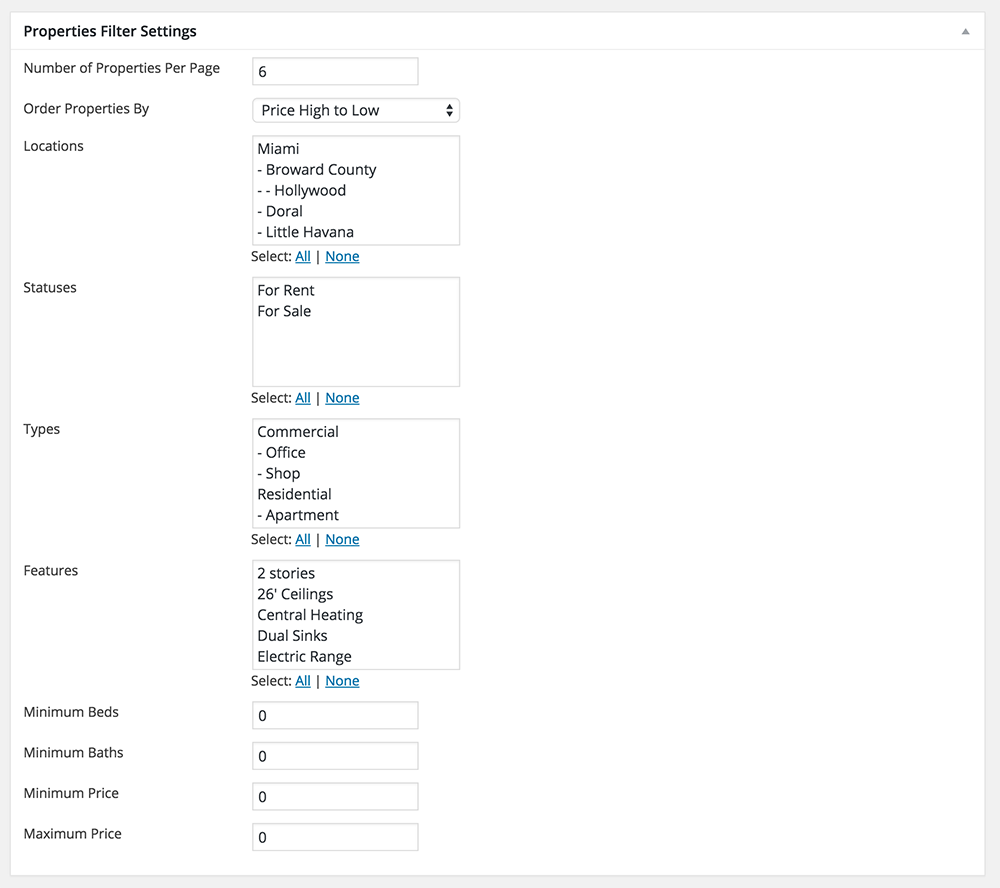 Properties Filter Settings
Number of Properties Per Page 6
Order Properties By Price High to Low
Locations
Miami
- Broward County
- - Hollywood
- Doral
- Little Havana
Select: All | None
Statuses
For Rent
For Sale
Select: All | None
Types
Commercial
- Office
- Shop
Residential
- Apartment
Select: All | None
Features
2 stories
26' Ceilings
Central Heating
Dual Sinks
Electric Range
Select: All | None
Minimum Beds 0
Minimum Baths 0
Minimum Price 0
Maximum Price 0